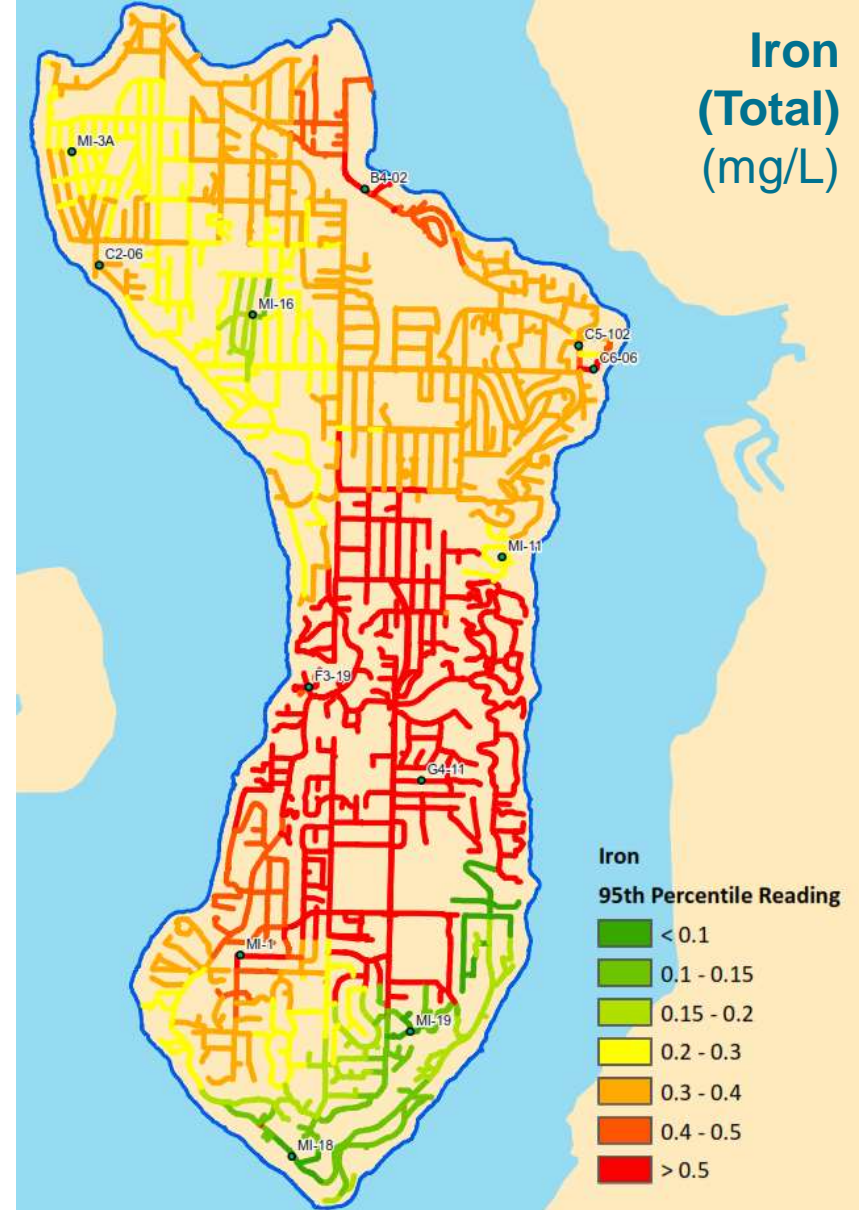 Iron
(Total)
(mg/L)
MI-3A
B4-02
C2-06
MI-16
C5-102
C6-06
MI-11
F3-19
G4-11
MI-1
MI-19
MI-18
Iron
95th Percentile Reading
< 0.1
0.1 - 0.15
0.15 - 0.2
0.2 - 0.3
0.3 - 0.4
0.4 - 0.5
> 0.5